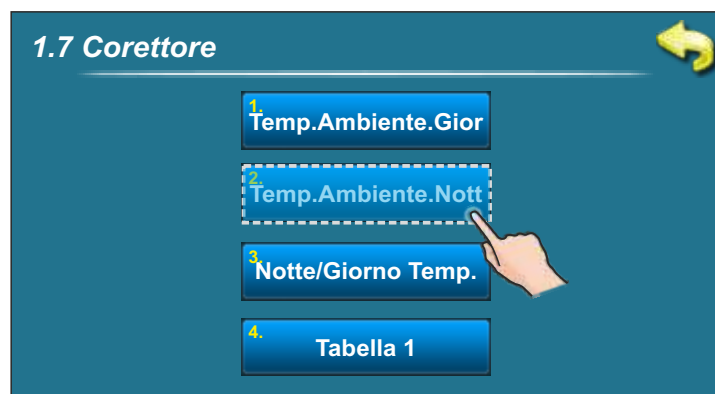 1.7 Corettore
1.
Temp.Ambiente.Gior
2.
Temp.Ambiente.Nott
3.
Notte/Giorno Temp.
4.
Tabella 1